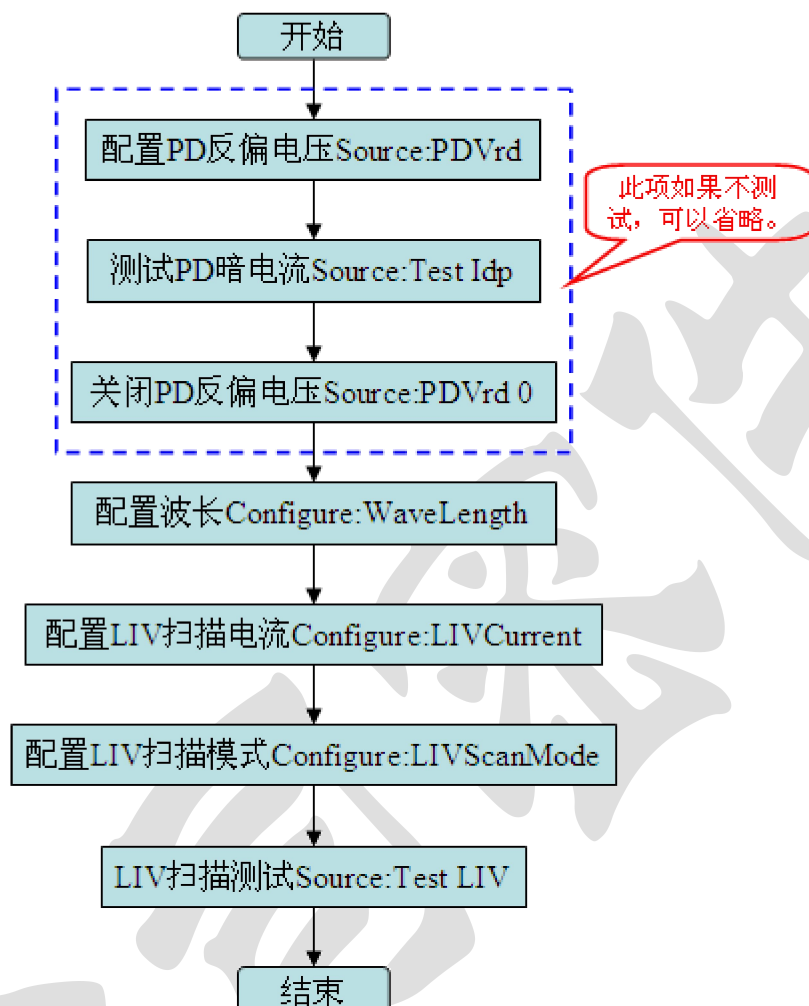 开始
配置PD反偏电压Source:PDVrd
此项如果不测
试，可以省略。
测试PD暗电流Source:Test Idp
关闭PD反偏电压Source:PDVrd 0
配置波长Configure:WaveLength
配置LIV扫描电流Configure:LIVCurrent
配置LIV扫描模式Configure:LIVScanMode
LIV扫描测试Source:Test LIV
结束